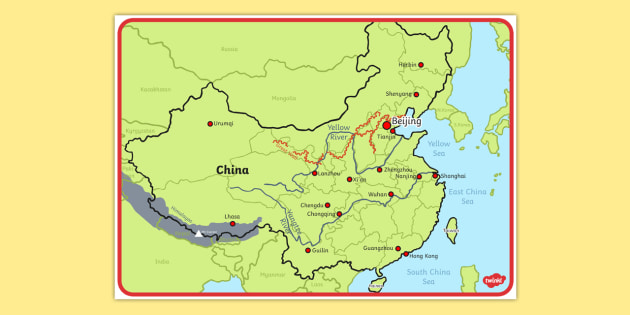 Russia
Kazakhstan
Mongolia
Harbin
Shenyang
Kyrgyzstan
Urumqi
Beijing
Tianjin
Yellow
River
Yellow
Sea
China
Lanzhou
Xi'an
Zhengzhou
Nanjing
Shanghai
Himalayas
Lhasa
Chengdu
Chongqing
Wuhan
East China
Sea
Yangtze
River
Guilin
Taiwan
Guangzhou
Hong Kong
India
Myanmar
South China
Sea
twinkl